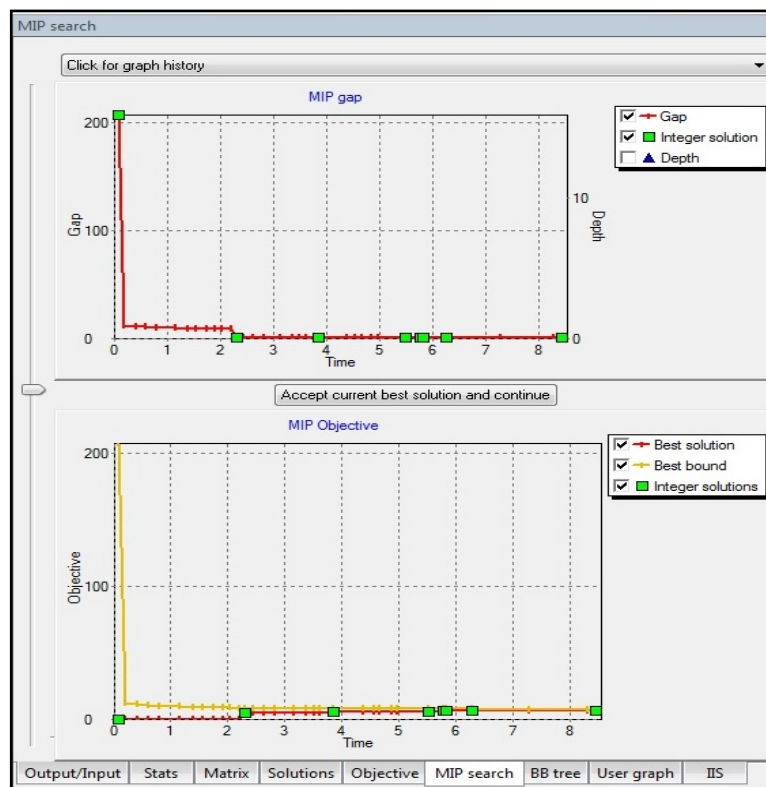 MIP search
Click for graph history
MIP gap
200
100
0
Gap
10
0
Depth
0 1 2 3 4 5 6 7 8
Time
Gap
Integer solution
Depth
Accept current best solution and continue
MIP Objective
200
100
0
Objective
0 1 2 3 4 5 6 7 8
Time
Best solution
Best bound
Integer solutions
Output/Input Stats Matrix Solutions Objective MIP search BB tree User graph IIS